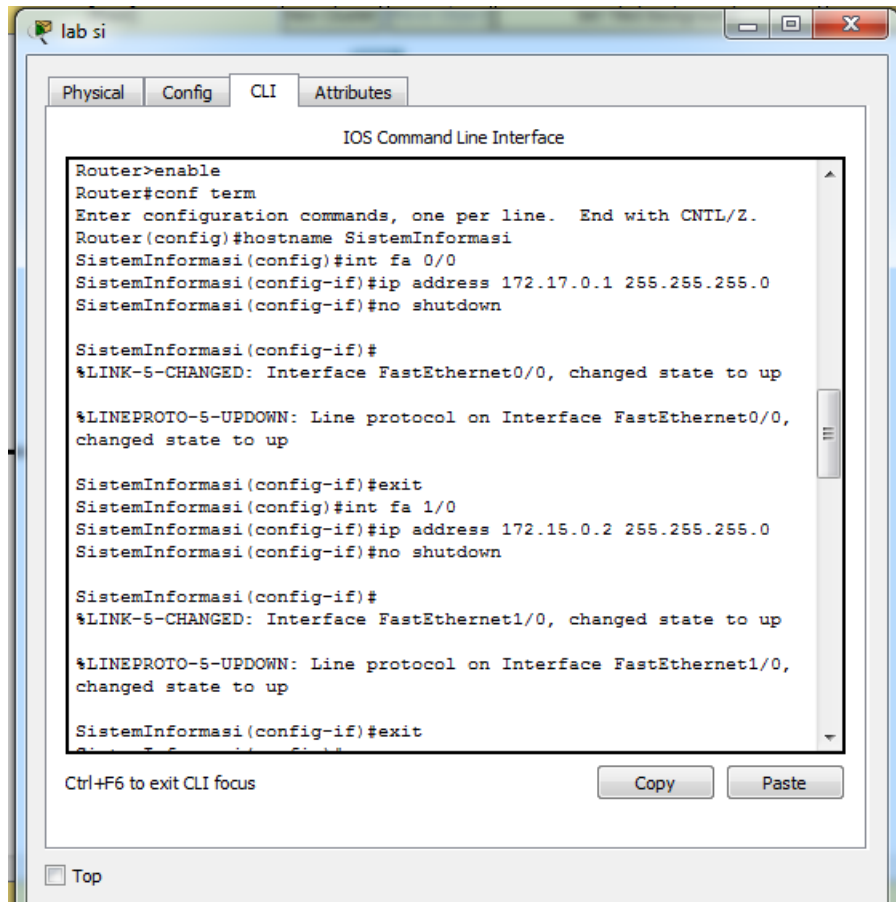 lab si
Physical Config CLI Attributes
IOS Command Line Interface
Router>enable
Router#conf term
Enter configuration commands, one per line.  End with CNTL/Z.
Router(config)#hostname SistemInformasi
SistemInformasi(config)#int fa 0/0
SistemInformasi(config-if)#ip address 172.17.0.1 255.255.255.0
SistemInformasi(config-if)#no shutdown
SistemInformasi(config-if)#
%LINK-5-CHANGED: Interface FastEthernet0/0, changed state to up
%LINEPROTO-5-UPDOWN: Line protocol on Interface FastEthernet0/0,
changed state to up
SistemInformasi(config-if)#exit
SistemInformasi(config)#int fa 1/0
SistemInformasi(config-if)#ip address 172.15.0.2 255.255.255.0
SistemInformasi(config-if)#no shutdown
SistemInformasi(config-if)#
%LINK-5-CHANGED: Interface FastEthernet1/0, changed state to up
%LINEPROTO-5-UPDOWN: Line protocol on Interface FastEthernet1/0,
changed state to up
SistemInformasi(config-if)#exit
Ctrl+F6 to exit CLI focus
Copy Paste
Top